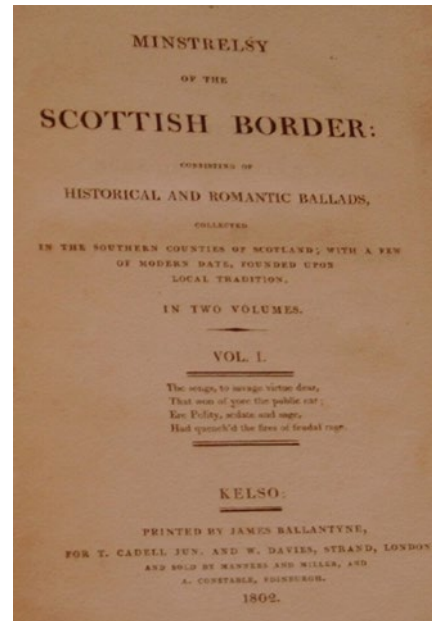 MINSTRELSY
OF THE
SCOTTISH BORDER:
CONSISTING OF
HISTORICAL AND ROMANTIC BALLADS,
COLLECTED
IN THE SOUTHERN COUNTIES OF SCOTLAND; WITH A FEW
OF MODERN DATE, FOUNDED UPON
LOCAL TRADITION.
IN TWO VOLUMES.
VOL. I.
The songs, to savage virtue dear,
That won of yore the public ear;
Ere Polity, sedate and sage,
Had quench'd the fires of feudal rage.
KELSO:
PRINTED BY JAMES BALLANTYNE,
FOR T. CADELL JUN. AND W. DAVIES, STRAND, LONDON
AND SOLD BY MANNERS AND MILLER, AND
A. CONSTABLE, EDINBURGH.
1802.